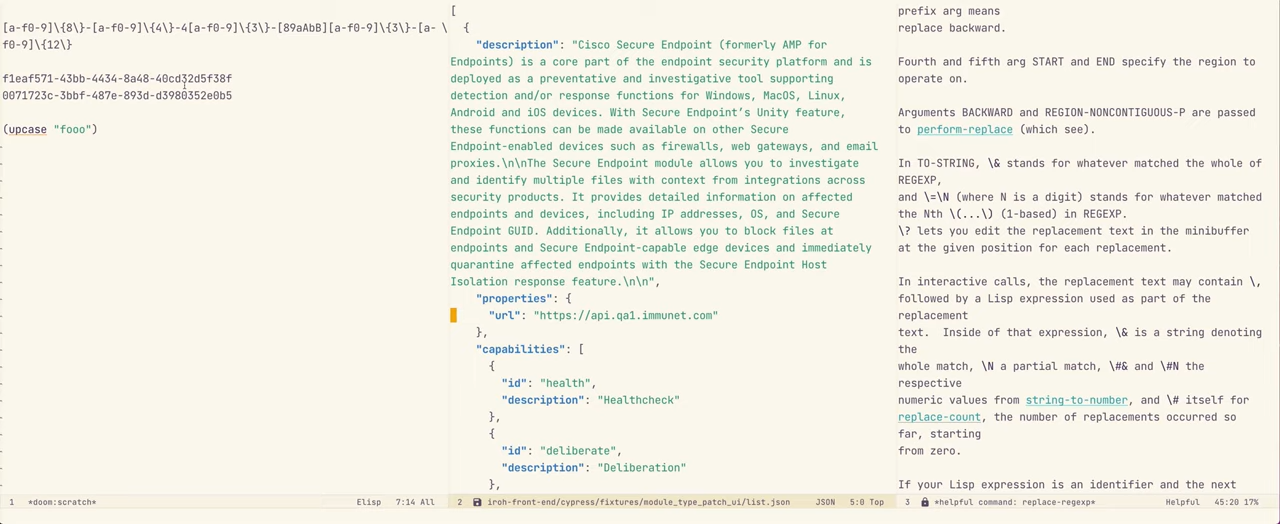 [a-f0-9]\{8\}-[a-f0-9]\{4\}-4[a-f0-9]\{3\}-[89aAbB][a-f0-9]\{3\}-[a- \
f0-9]\{12\}
f1eaf571-43bb-4434-8a48-40cd32d5f38f
0071723c-3bbf-487e-893d-d3980352e0b5
(upcase "fooo")
1 *doom:scratch* Elisp 7:14 All
[
{
"description": "Cisco Secure Endpoint (formerly AMP for
Endpoints) is a core part of the endpoint security platform and is
deployed as a preventative and investigative tool supporting
detection and/or response functions for Windows, MacOS, Linux,
Android and iOS devices. With Secure Endpoint’s Unity feature,
these functions can be made available on other Secure
Endpoint-enabled devices such as firewalls, web gateways, and email
proxies.\n\nThe Secure Endpoint module allows you to investigate
and identify multiple files with context from integrations across
security products. It provides detailed information on affected
endpoints and devices, including IP addresses, OS, and Secure
Endpoint GUID. Additionally, it allows you to block files at
endpoints and Secure Endpoint-capable edge devices and immediately
quarantine affected endpoints with the Secure Endpoint Host
Isolation response feature.\n\n",
"properties": {
"url": "https://api.qa1.immunet.com"
},
"capabilities": [
{
"id": "health",
"description": "Healthcheck"
},
{
"id": "deliberate",
"description": "Deliberation"
},
2 iroh-front-end/cypress/fixtures/module_type_patch_ui/list.json JSON 5:0 Top
prefix arg means
replace backward.
Fourth and fifth arg START and END specify the region to
operate on.
Arguments BACKWARD and REGION-NONCONTIGUOUS-P are passed
to perform-replace (which see).
In TO-STRING, \& stands for whatever matched the whole of
REGEXP,
and \=\N (where N is a digit) stands for whatever matched
the Nth \(...\) (1-based) in REGEXP.
\? lets you edit the replacement text in the minibuffer
at the given position for each replacement.
In interactive calls, the replacement text may contain \,
followed by a Lisp expression used as part of the
replacement
text.  Inside of that expression, \& is a string denoting
the
whole match, \N a partial match, \#& and \#N the
respective
numeric values from string-to-number, and \# itself for
replace-count, the number of replacements occurred so
far, starting
from zero.
If your Lisp expression is an identifier and the next
3 *helpful command: replace-regexp* Helpful 45:20 17%